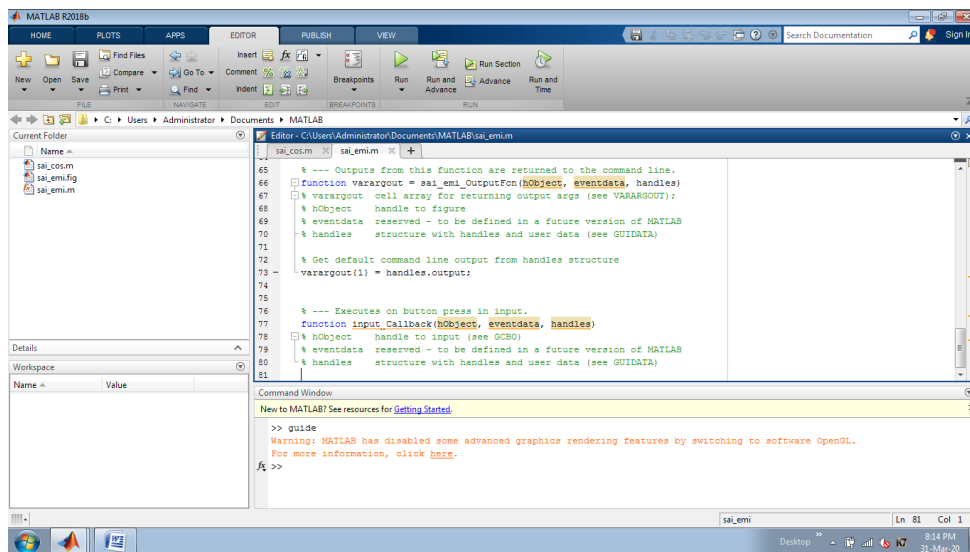 MATLAB R2018b
HOME PLOTS APPS EDITOR PUBLISH VIEW Search Documentation Sign In
New Open Save Find Files Compare Print Go To Find Insert fx Comment Indent Breakpoints Run Run and Advance Run Section Advance Run and Time
FILE NAVIGATE EDIT BREAKPOINTS RUN
C: Users Administrator Documents MATLAB
Current Folder
Name
sai_cos.m
sai_emi.fig
sai_emi.m
Details
Workspace
Name Value
Editor - C:\Users\Administrator\Documents\MATLAB\sai_emi.m
sai_cos.m sai_emi.m
65 % --- Outputs from this function are returned to the command line.
66 function varargout = sai_emi_OutputFcn(hObject, eventdata, handles)
67 % varargout cell array for returning output args (see VARARGOUT);
68 % hObject handle to figure
69 % eventdata reserved - to be defined in a future version of MATLAB
70 % handles structure with handles and user data (see GUIDATA)
71
72 % Get default command line output from handles structure
73 varargout{1} = handles.output;
74
75
76 % --- Executes on button press in input.
77 function input_Callback(hObject, eventdata, handles)
78 % hObject handle to input (see GCBO)
79 % eventdata reserved - to be defined in a future version of MATLAB
80 % handles structure with handles and user data (see GUIDATA)
81
Command Window
New to MATLAB? See resources for Getting Started.
>> guide
Warning: MATLAB has disabled some advanced graphics rendering features by switching to software OpenGL.
For more information, click here.
fx >>
sai_emi Ln 81 Col 1
Desktop 8:14 PM
31-Mar-20